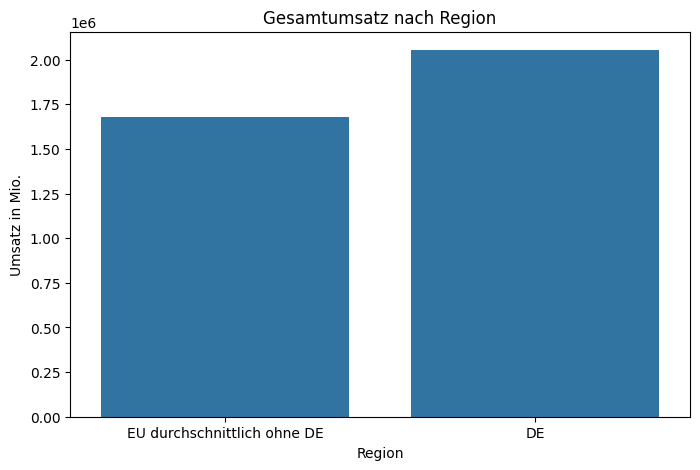 Gesamtumsatz nach Region
1e6
2.00
1.75
1.50
1.25
1.00
0.75
0.50
0.25
0.00
Umsatz in Mio.
EU durchschnittlich ohne DE
DE
Region